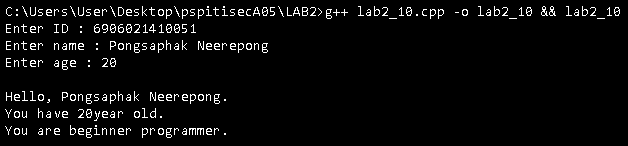 C:\Users\User\Desktop\pspitisecA05\LAB2>g++ lab2_10.cpp -o lab2_10 && lab2_10
Enter ID : 6906021410051
Enter name : Pongsaphak Neerepong
Enter age : 20
Hello, Pongsaphak Neerepong.
You have 20year old.
You are beginner programmer.